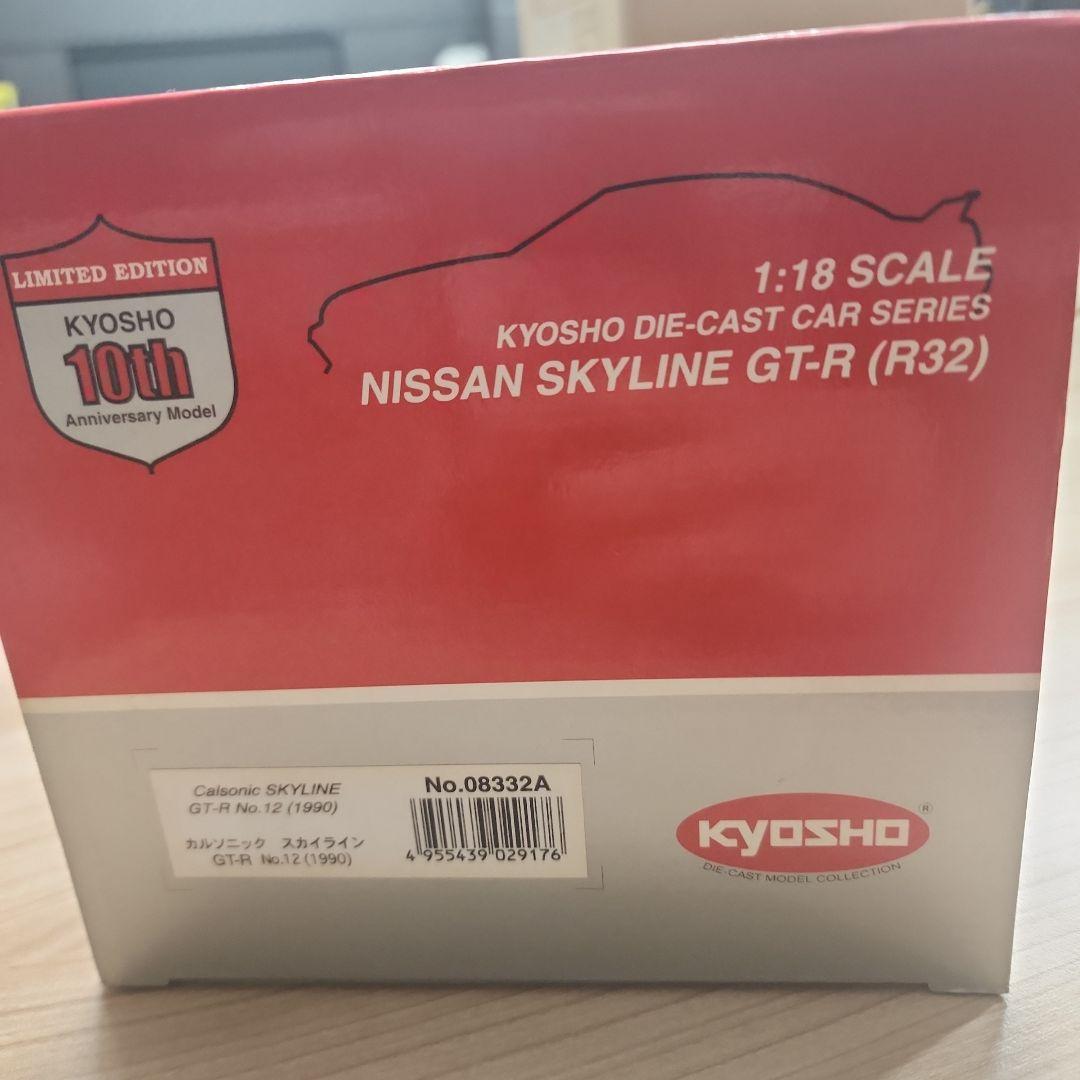 LIMITED EDITION
KYOSHO
10th
Anniversary Model
1:18 SCALE
KYOSHO DIE-CAST CAR SERIES
NISSAN SKYLINE GT-R (R32)
Calsonic SKYLINE
GT-R No.12 (1990)
カルソニック スカイライン
GT-R No.12 (1990)
No.08332A
4 955439 029176
KYOSHO ®
DIE-CAST MODEL COLLECTION